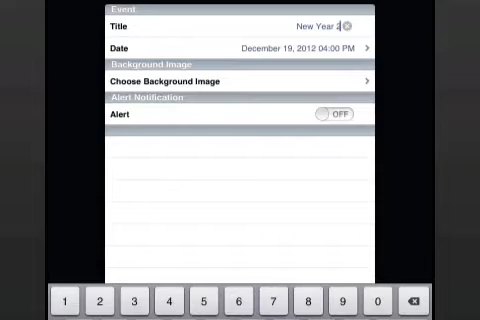 Event
Title New Year 2
Date December 19, 2012 04:00 PM
Background Image
Choose Background Image
Alert Notification
Alert OFF
1 2 3 4 5 6 7 8 9 0